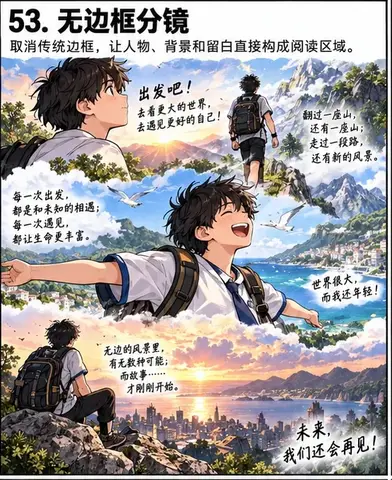 53. 无边框分镜
取消传统边框，让人物、背景和留白直接构成阅读区域。
出发吧！
去看更大的世界，
去遇见更好的自己！
翻过一座山，
还有一座山；
走过一段路，
还有新的风景。
每一次出发，
都是和未知的相遇；
每一次遇见，
都让生命更丰富。
世界很大，
而我还年轻！
无边的风景里，
有无数种可能；
而故事……
才刚刚开始。
未来，
我们还会再见！